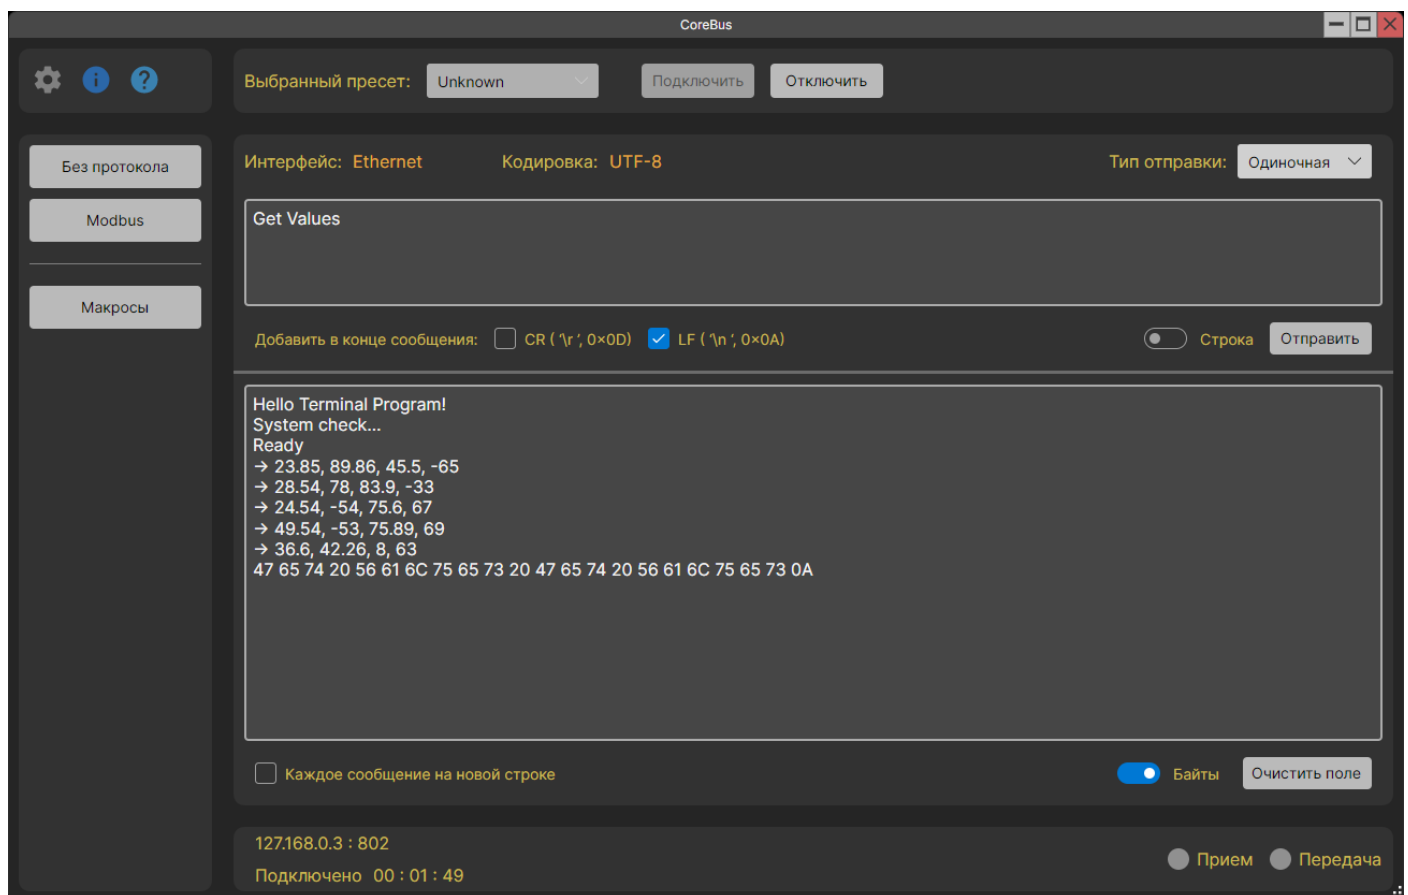 CoreBus
Выбранный пресет: Unknown Подключить Отключить
Без протокола
Modbus
Макросы
Интерфейс: Ethernet Кодировка: UTF-8 Тип отправки: Одиночная
Get Values
Добавить в конце сообщения: CR ( '\r ', 0×0D) LF ( '\n ', 0×0A) Строка Отправить
Hello Terminal Program!
System check...
Ready
→ 23.85, 89.86, 45.5, -65
→ 28.54, 78, 83.9, -33
→ 24.54, -54, 75.6, 67
→ 49.54, -53, 75.89, 69
→ 36.6, 42.26, 8, 63
47 65 74 20 56 61 6C 75 65 73 20 47 65 74 20 56 61 6C 75 65 73 0A
Каждое сообщение на новой строке Байты Очистить поле
127.168.0.3 : 802
Подключено 00 : 01 : 49
Прием Передача